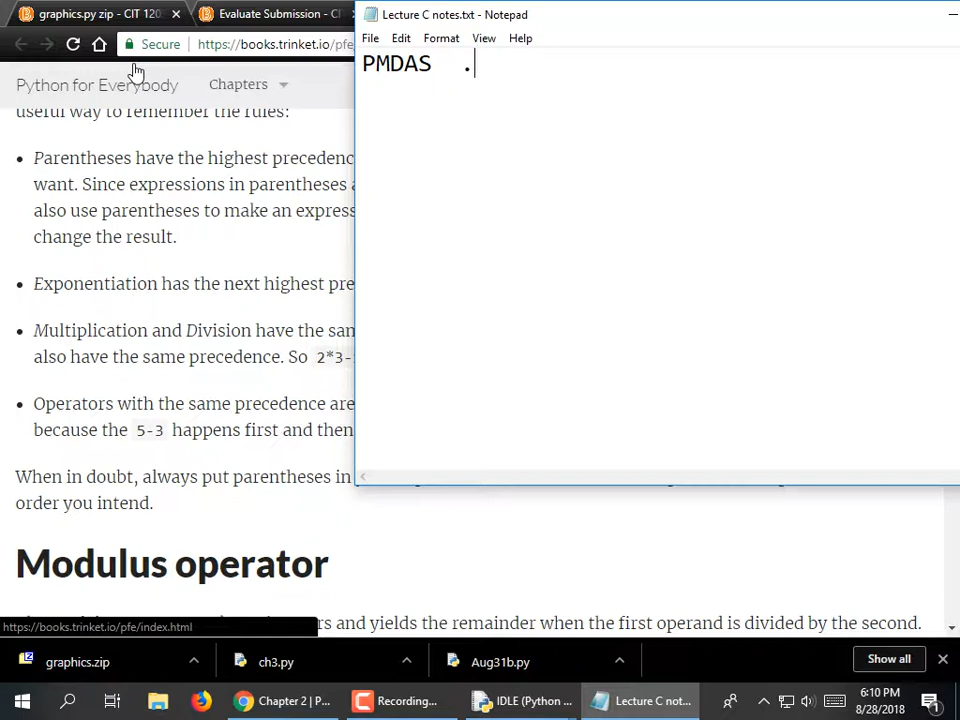 graphics.py zip - CIT 120
Evaluate Submission - CI
Lecture C notes.txt - Notepad
Secure
https://books.trinket.io/pfe
File Edit Format View Help
PMDAS .
Python for Everybody
Chapters
useful way to remember the rules:
Parentheses have the highest precedenc
want. Since expressions in parentheses a
also use parentheses to make an express
change the result.
Exponentiation has the next highest pre
Multiplication and Division have the sam
also have the same precedence. So 2*3-
Operators with the same precedence are
because the 5-3 happens first and then
When in doubt, always put parentheses in
order you intend.
Modulus operator
rs and yields the remainder when the first operand is divided by the second.
https://books.trinket.io/pfe/index.html
graphics.zip
ch3.py
Aug31b.py
Show all
Chapter 2 | P...
Recording...
IDLE (Python ...
Lecture C not...
6:10 PM
8/28/2018
1